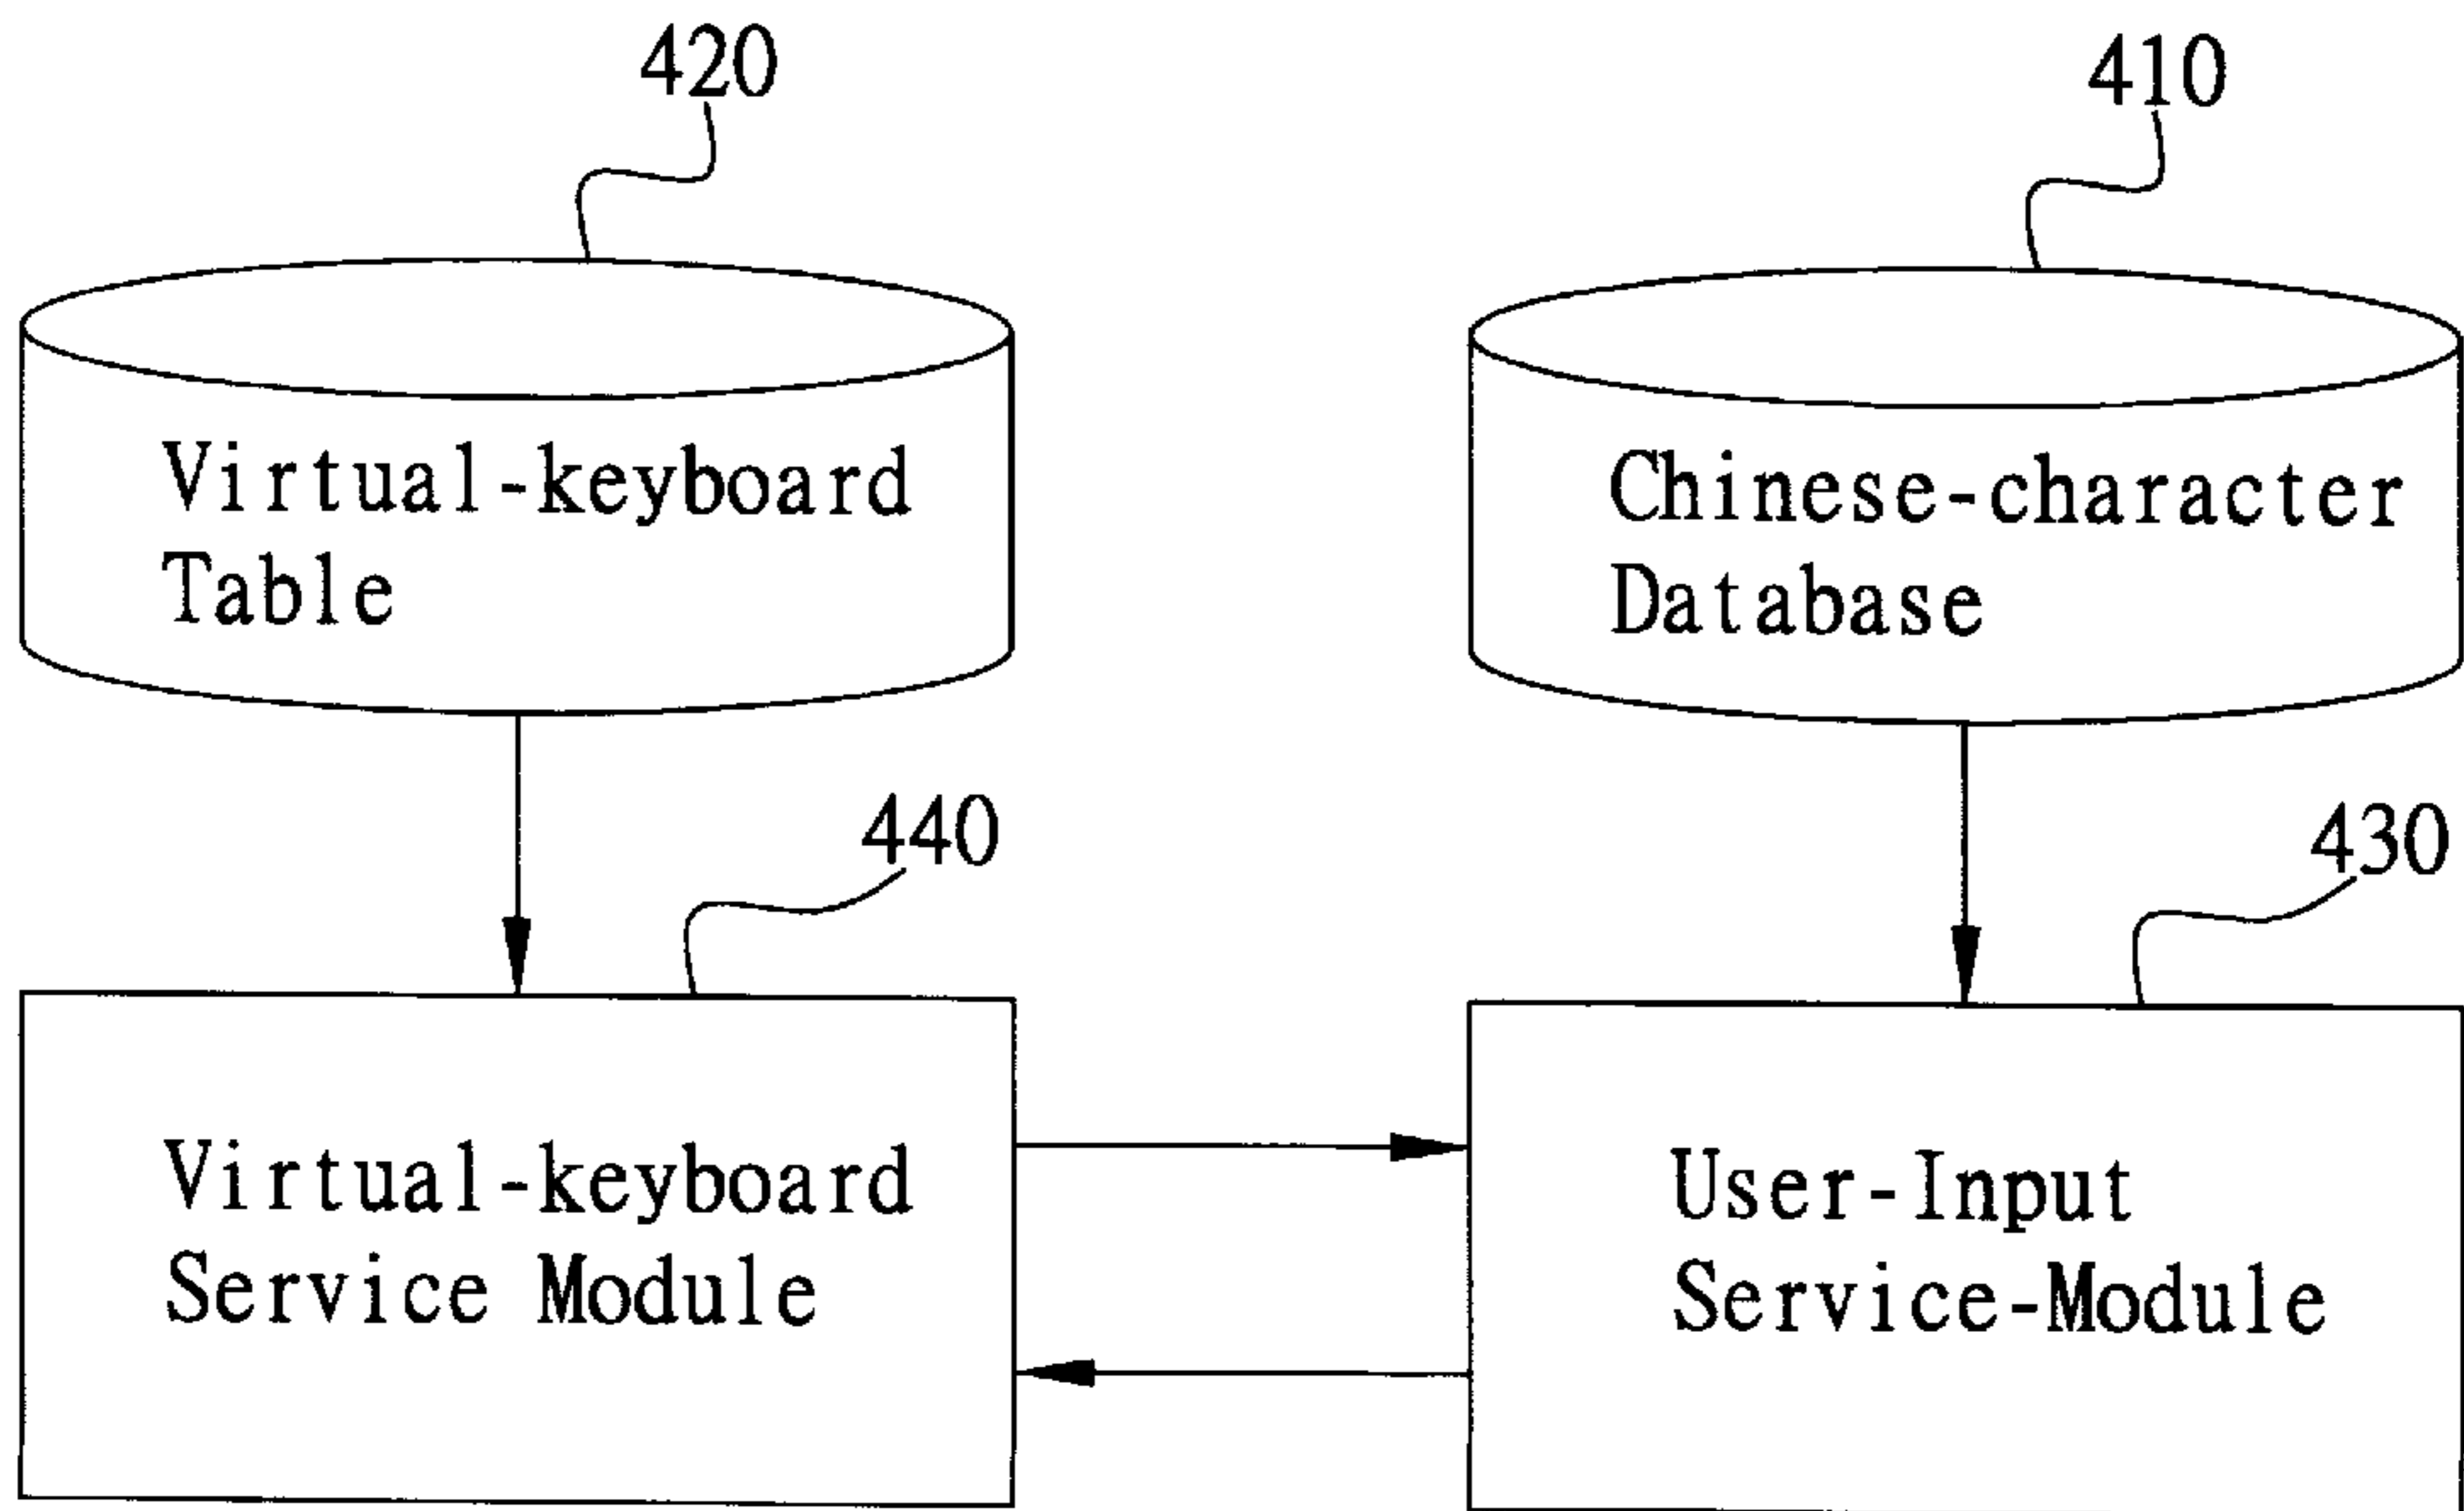 420
410
Virtual-keyboard
Table
Chinese-character
Database
440
430
Virtual-keyboard
Service Module
User-Input
Service-Module